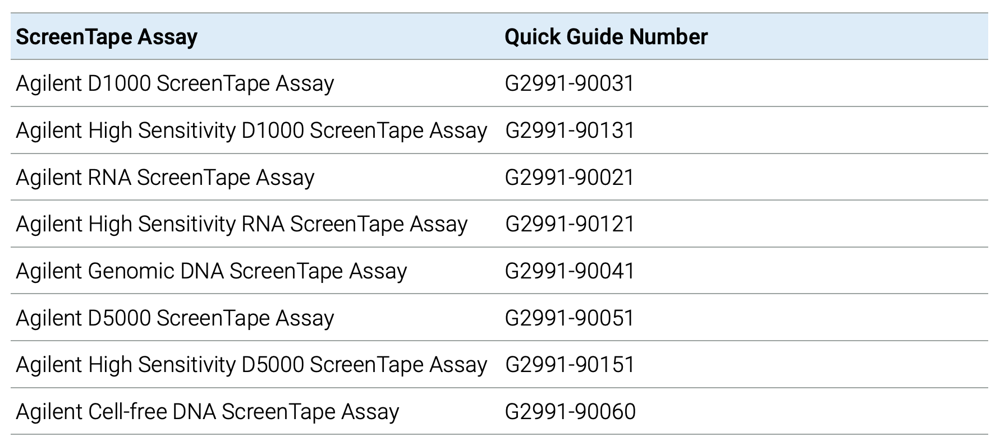 ScreenTape Assay Quick Guide Number
Agilent D1000 ScreenTape Assay G2991-90031
Agilent High Sensitivity D1000 ScreenTape Assay G2991-90131
Agilent RNA ScreenTape Assay G2991-90021
Agilent High Sensitivity RNA ScreenTape Assay G2991-90121
Agilent Genomic DNA ScreenTape Assay G2991-90041
Agilent D5000 ScreenTape Assay G2991-90051
Agilent High Sensitivity D5000 ScreenTape Assay G2991-90151
Agilent Cell-free DNA ScreenTape Assay G2991-90060